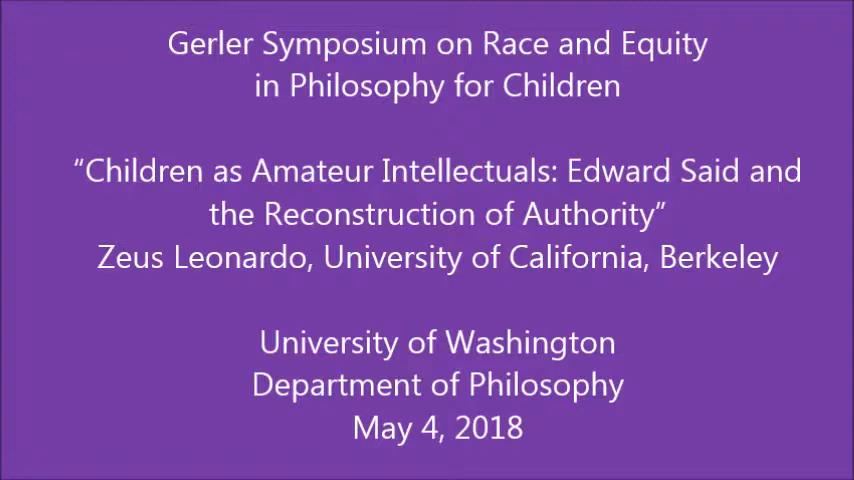 Gerler Symposium on Race and Equity
in Philosophy for Children
“Children as Amateur Intellectuals: Edward Said and
the Reconstruction of Authority”
Zeus Leonardo, University of California, Berkeley
University of Washington
Department of Philosophy
May 4, 2018